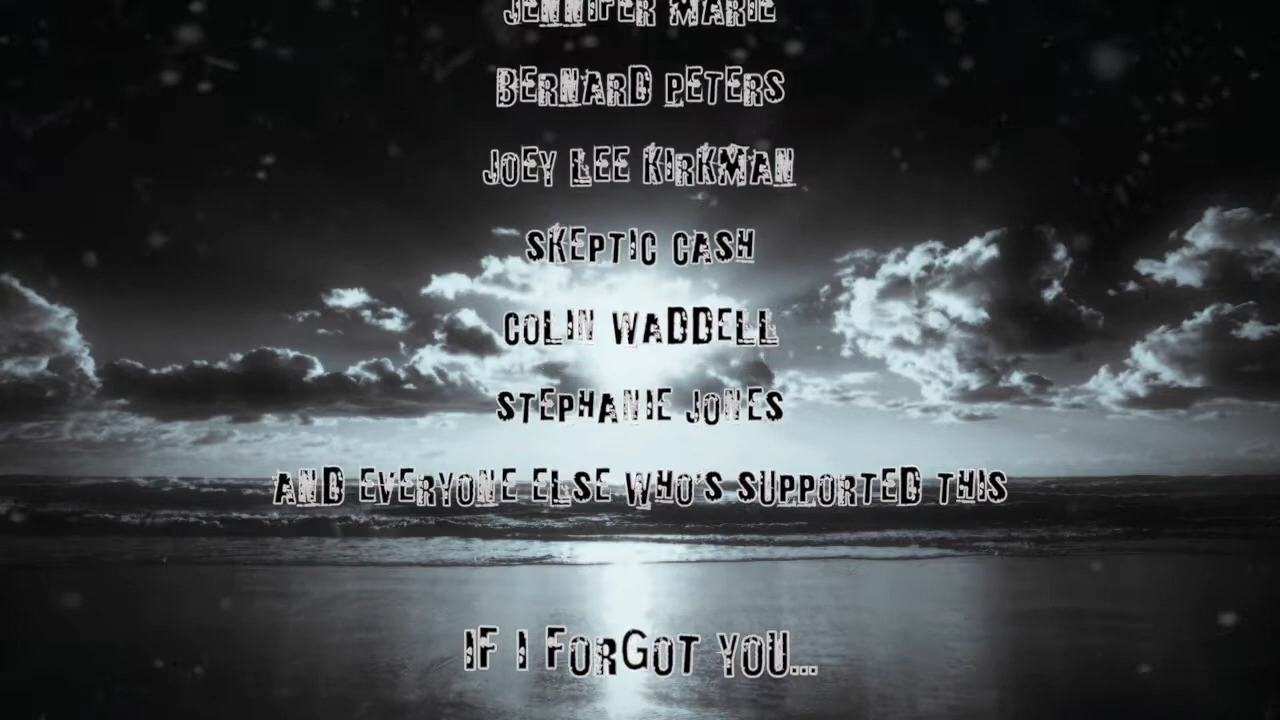 JENNIFER MARIE
BERNARD PETERS
JOEY LEE KIRKMAN
SKEPTIC CASH
COLIN WADDELL
STEPHANIE JONES
AND EVERYONE ELSE WHO'S SUPPORTED THIS
IF I FORGOT YOU...